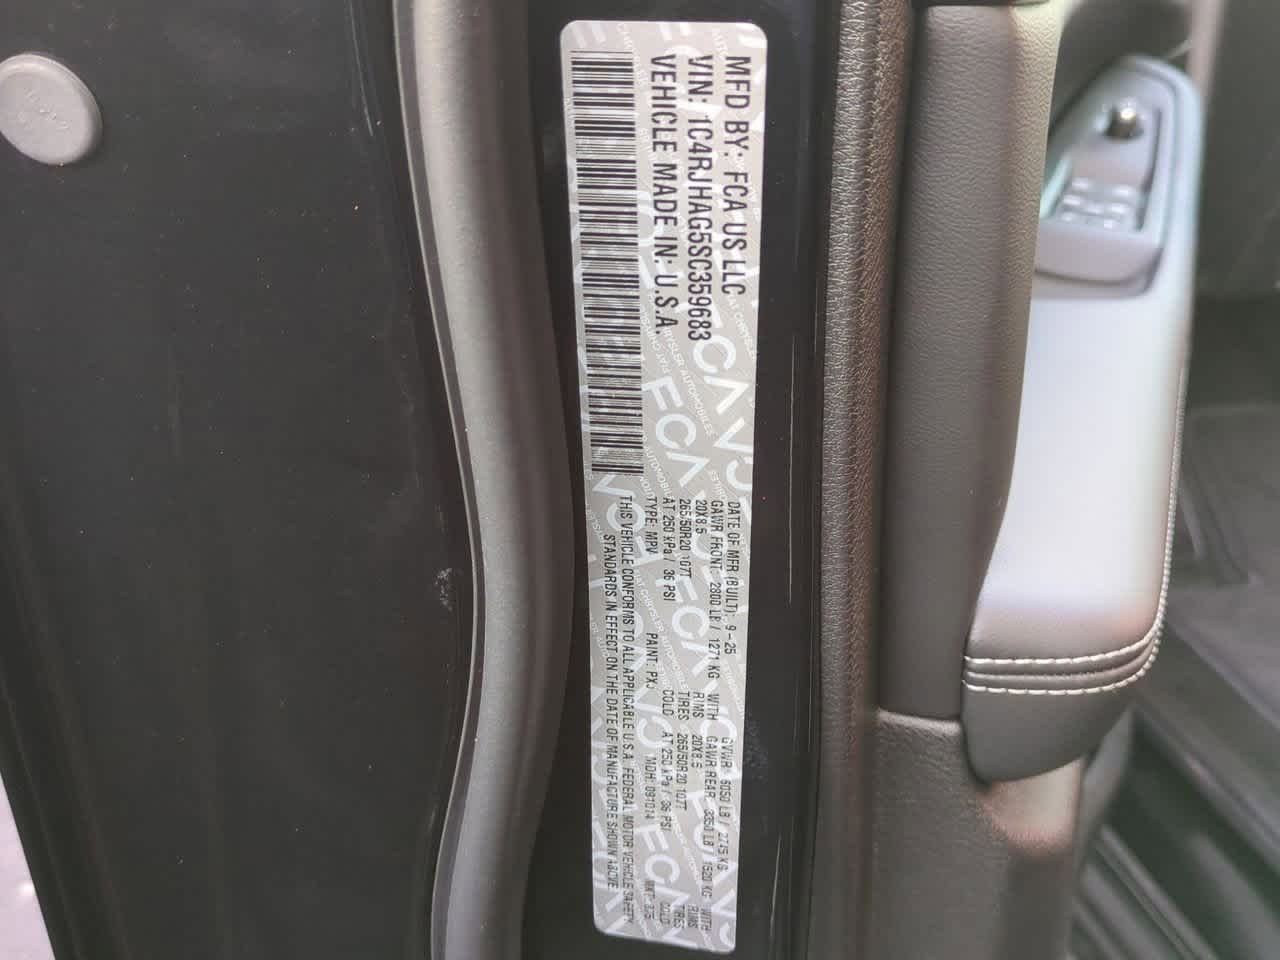 MFD BY: FCA US LLC
VIN: 1C4RJHAG5SC359683
VEHICLE MADE IN: U.S.A.
DATE OF MFR (BUILT): 9-25 GVWR 6050 LB / 2745 KG
GAWR FRONT: 2800 LB / 1271 KG WITH GAWR REAR 3350 LB 1520 KG WITH
20X8.5 RIMS 20X8.5 RIMS
265/50R20 107T TIRES 265/50R20 107T TIRES
AT 250 kPa / 36 PSI COLD AT 250 kPa / 36 PSI COLD
TYPE: MPV PAINT: PXJ MDH: 091014
THIS VEHICLE CONFORMS TO ALL APPLICABLE U.S.A. FEDERAL MOTOR VEHICLE SAFETY
STANDARDS IN EFFECT ON THE DATE OF MANUFACTURE SHOWN ABOVE.